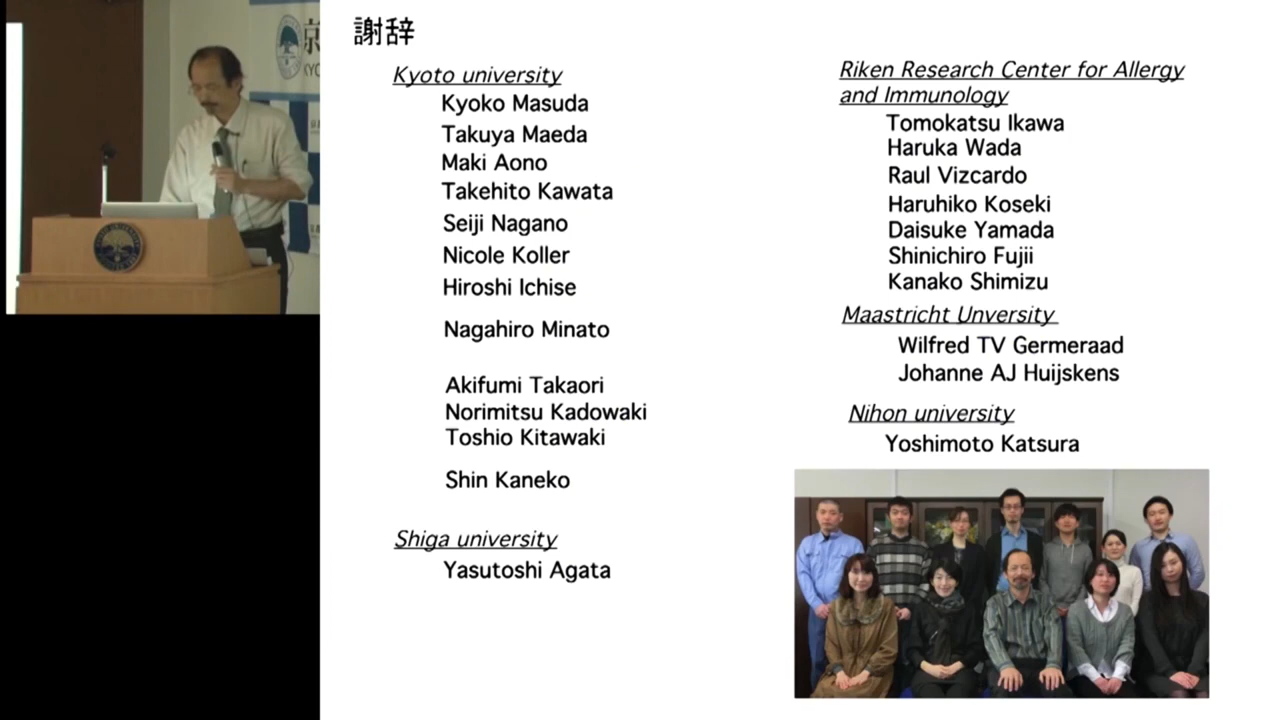 謝辞
Kyoto university
Kyoko Masuda
Takuya Maeda
Maki Aono
Takehito Kawata
Seiji Nagano
Nicole Koller
Hiroshi Ichise
Nagahiro Minato
Akifumi Takaori
Norimitsu Kadowaki
Toshio Kitawaki
Shin Kaneko
Shiga university
Yasutoshi Agata
Riken Research Center for Allergy
and Immunology
Tomokatsu Ikawa
Haruka Wada
Raul Vizcardo
Haruhiko Koseki
Daisuke Yamada
Shinichiro Fujii
Kanako Shimizu
Maastricht Unversity
Wilfred TV Germeraad
Johanne AJ Huijskens
Nihon university
Yoshimoto Katsura
京
KYO